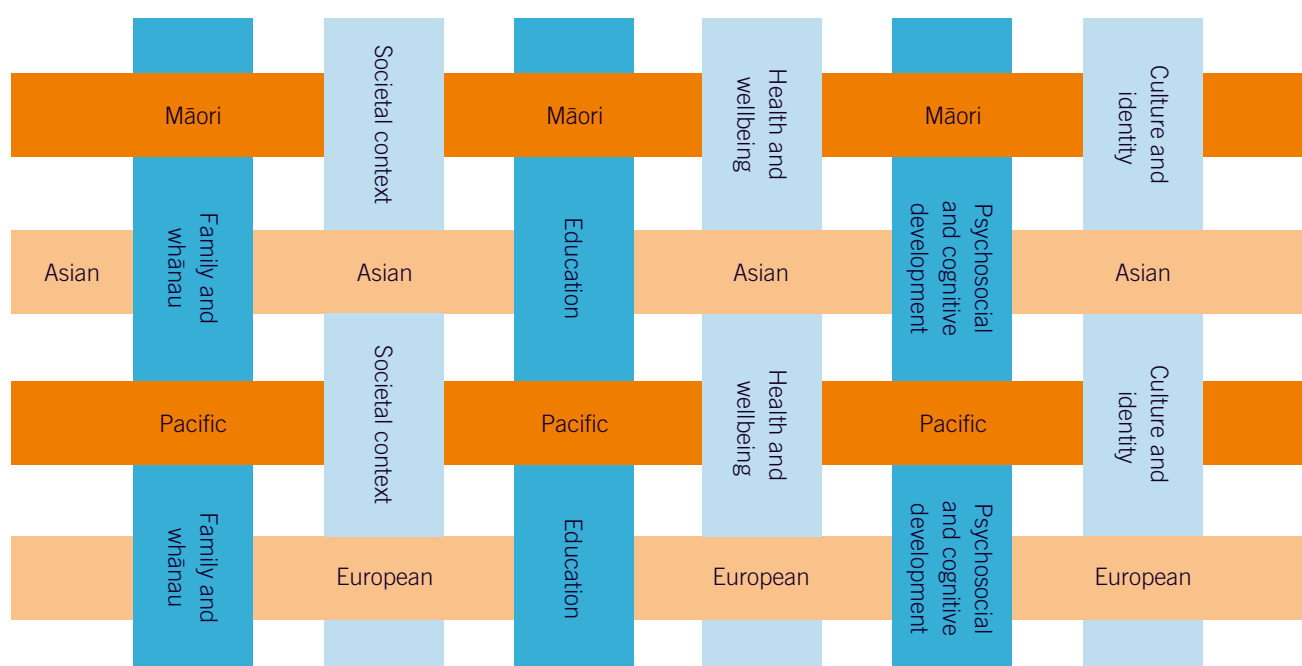 Societal context
Health and
wellbeing
Culture and
identity
Māori
Māori
Māori
Family and
whānau
Education
Psychosocial
and cognitive
development
Asian
Asian
Asian
Asian
Societal context
Health and
wellbeing
Culture and
identity
Pacific
Pacific
Pacific
Family and
whānau
Education
Psychosocial
and cognitive
development
European
European
European